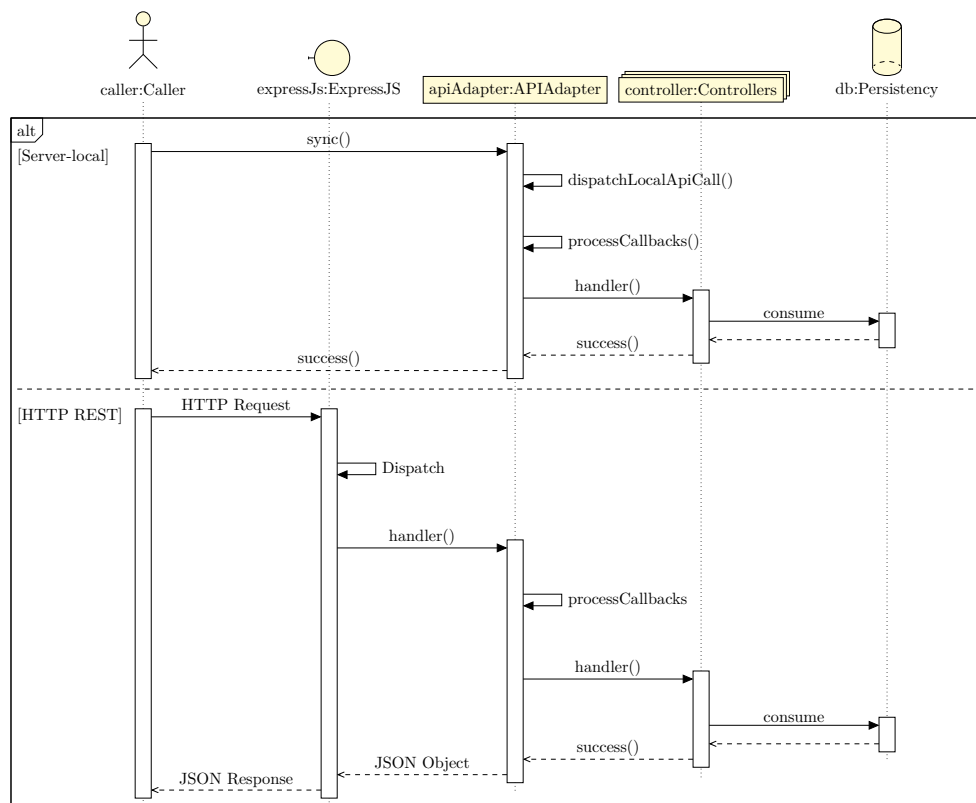 caller:Caller
expressJs:ExpressJS
apiAdapter:APIAdapter
controller:Controllers
db:Persistency
alt
[Server-local]
sync()
dispatchLocalApiCall()
processCallbacks()
handler()
consume
success()
success()
[HTTP REST]
HTTP Request
Dispatch
handler()
processCallbacks
handler()
consume
success()
JSON Object
JSON Response